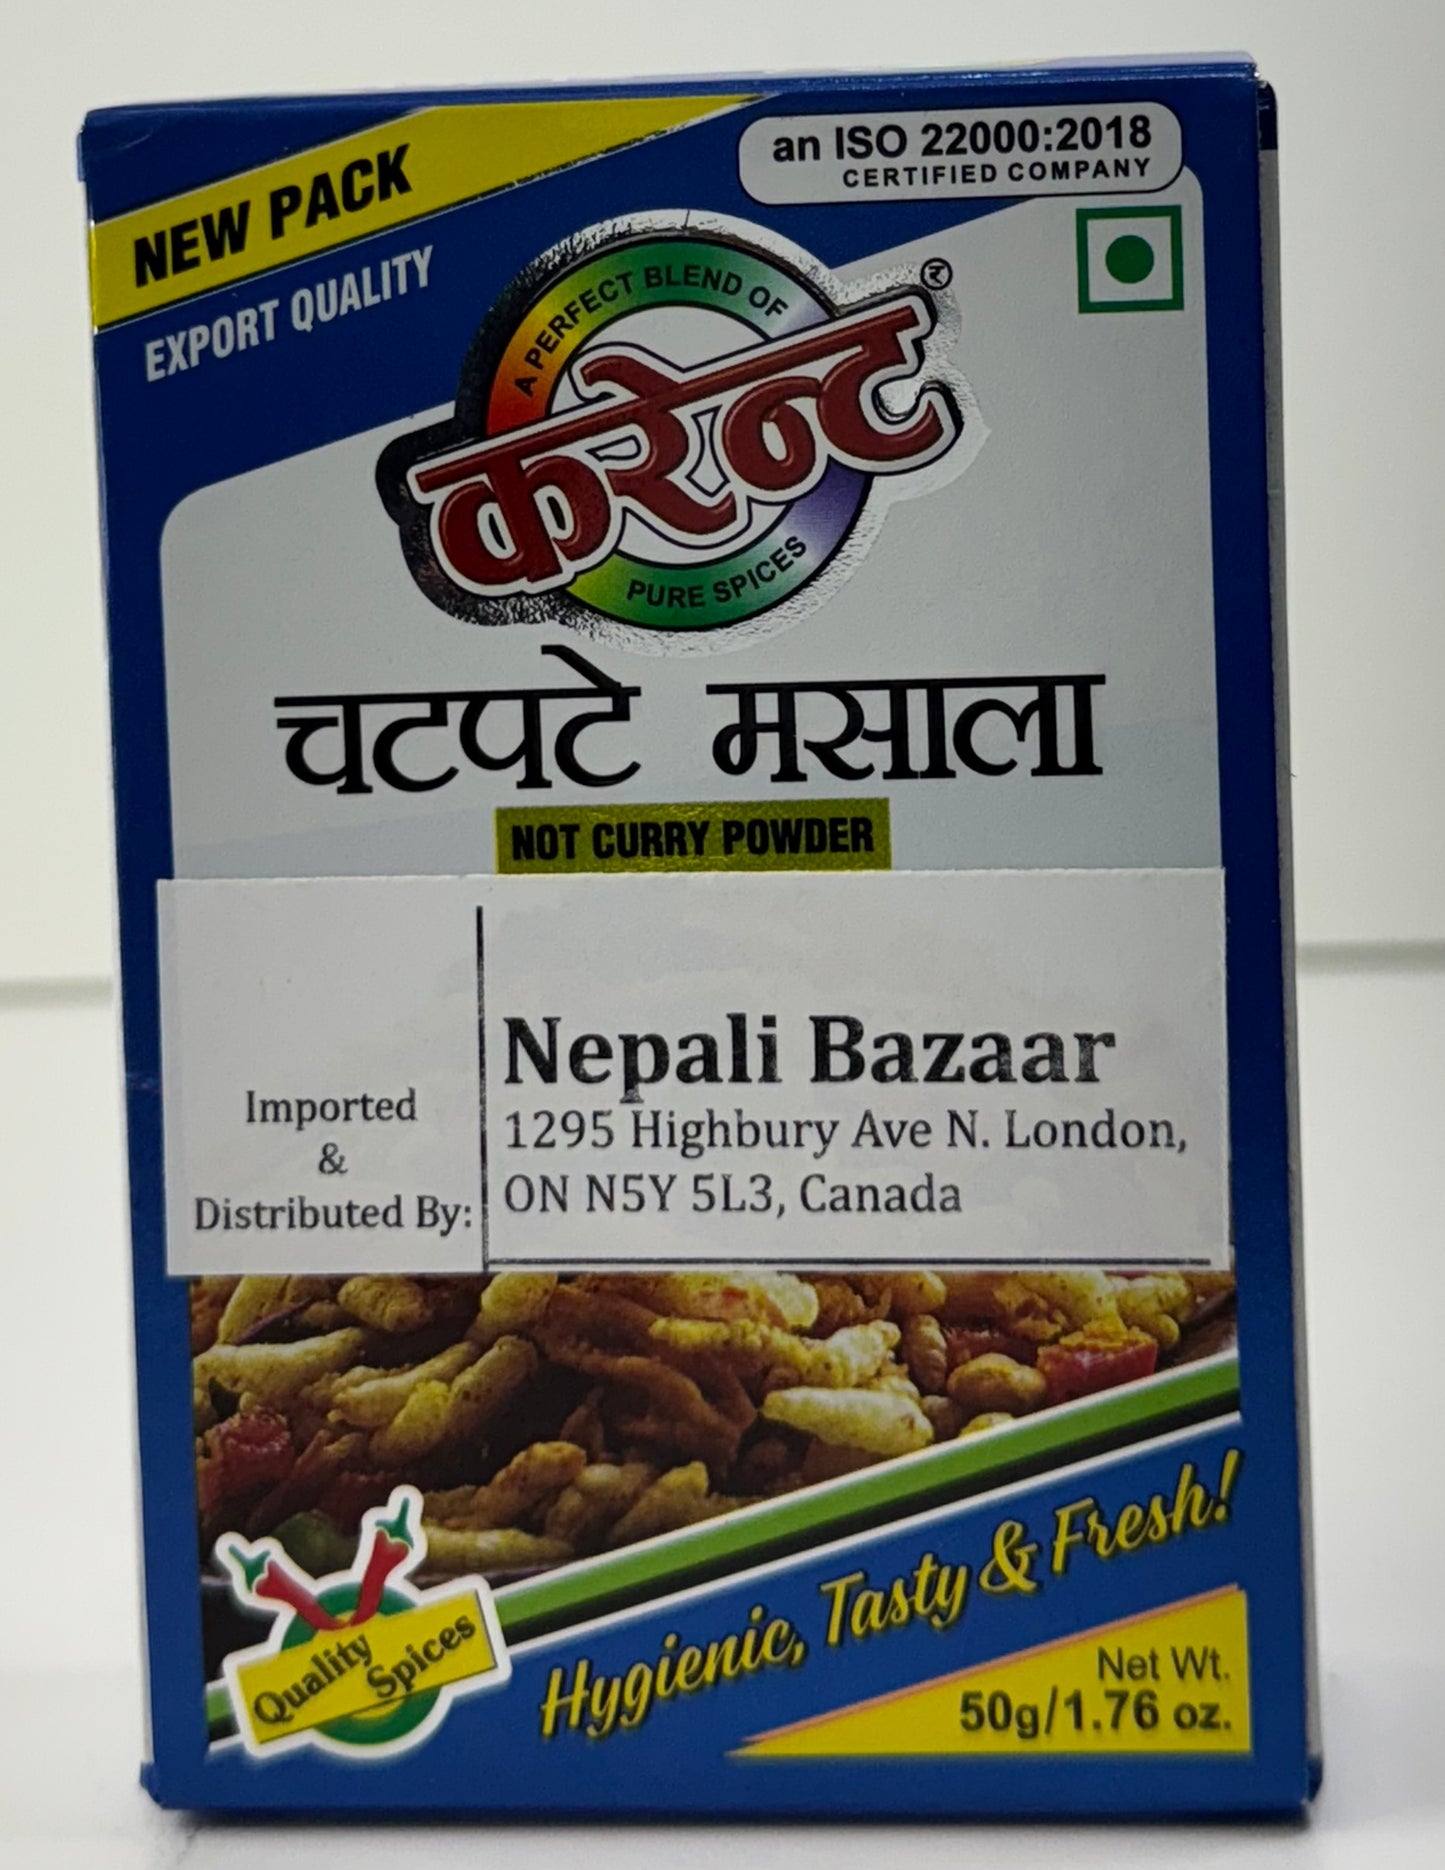 NEW PACK
EXPORT QUALITY
an ISO 22000:2018
CERTIFIED COMPANY
A PERFECT BLEND OF
करेन्ट
PURE SPICES
चटपटे मसाला
NOT CURRY POWDER
Imported
&
Distributed By:
Nepali Bazaar
1295 Highbury Ave N. London,
ON N5Y 5L3, Canada
Quality
Spices
Hygienic, Tasty & Fresh!
Net Wt.
50g/1.76 oz.